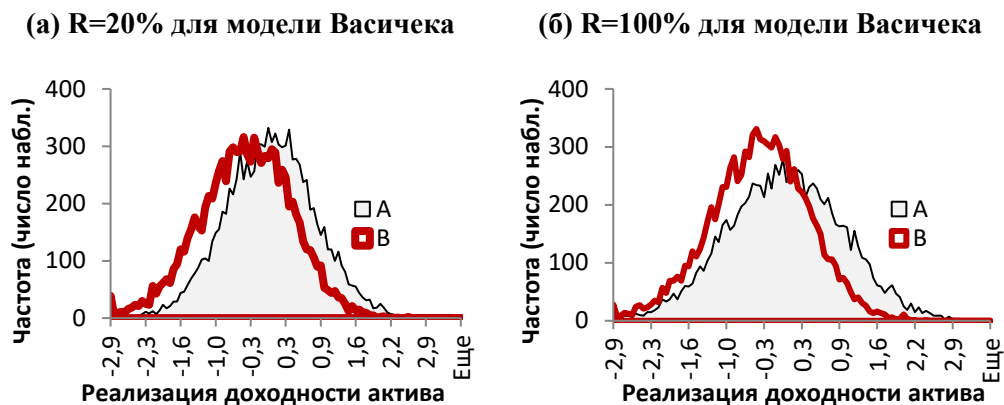 (а) R=20% для модели Васичека
Частота (число набл.)
400
300
200
100
0
A
B
-2,9
-2,3
-1,6
-1,0
-0,3
0,3
0,9
1,6
2,2
2,9
Еще
Реализация доходности актива
(б) R=100% для модели Васичека
Частота (число набл.)
400
300
200
100
0
A
B
-2,9
-2,3
-1,6
-1,0
-0,3
0,3
0,9
1,6
2,2
2,9
Еще
Реализация доходности актива